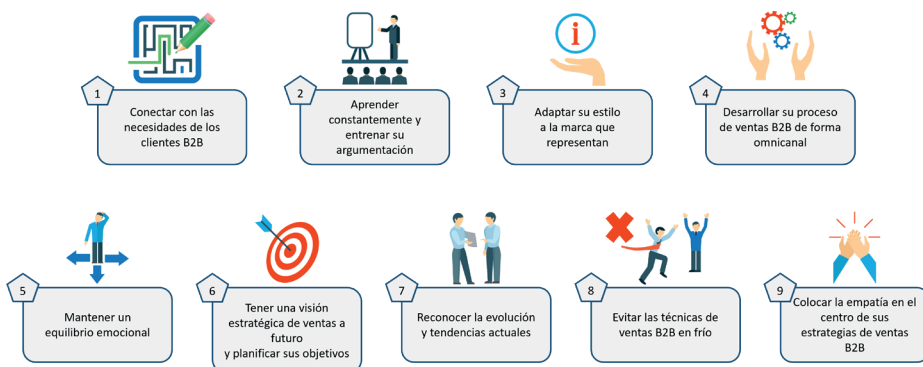 i
1
Conectar con las
necesidades de los
clientes B2B
2
Aprender
constantemente y
entrenar su
argumentación
3
Adaptar su estilo
a la marca que
representan
4
Desarrollar su proceso
de ventas B2B de forma
omnicanal
5
Mantener un
equilibrio emocional
6
Tener una visión
estratégica de ventas a
futuro
y planificar sus objetivos
7
Reconocer la evolución
y tendencias actuales
8
Evitar las técnicas de
ventas B2B en frío
9
Colocar la empatía en el
centro de sus
estrategias de ventas
B2B